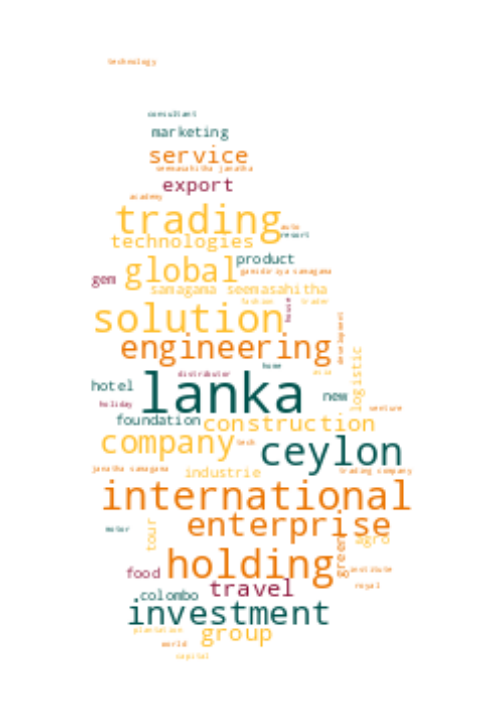 technology
consultant
marketing
service
seemasahitha janatha
export
academy
trading
auto
technologies
resort
product
global
gamidiriya samagama
gem
samagama seemasahitha
fashion
trader
house
solution
development
engineering
home
asia
distributor
logistic
hotel
lanka
new
holiday
venture
foundation
construction
company
tech
ceylon
janatha samagama
industrie
trading company
international
enterprise
motor
tour
agro
green
holding
institute
food
travel
royal
colombo
investment
plantation
group
world
capital